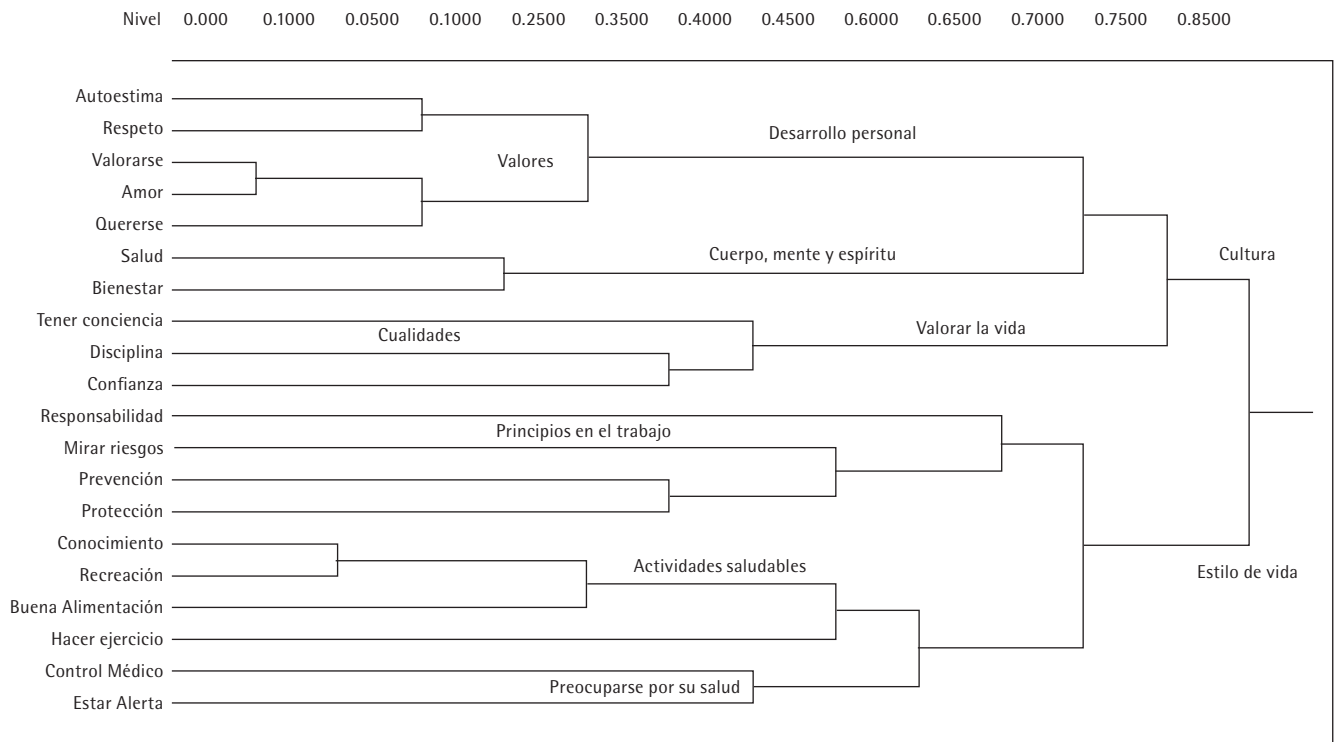 Nivel 0.000 0.1000 0.0500 0.1000 0.2500 0.3500 0.4000 0.4500 0.6000 0.6500 0.7000 0.7500 0.8500
Autoestima
Respeto
Desarrollo personal
Valorarse
Valores
Amor
Quererse
Salud
Cuerpo, mente y espíritu
Cultura
Bienestar
Tener conciencia
Cualidades
Valorar la vida
Disciplina
Confianza
Responsabilidad
Principios en el trabajo
Mirar riesgos
Prevención
Protección
Conocimiento
Actividades saludables
Recreación
Estilo de vida
Buena Alimentación
Hacer ejercicio
Control Médico
Preocuparse por su salud
Estar Alerta